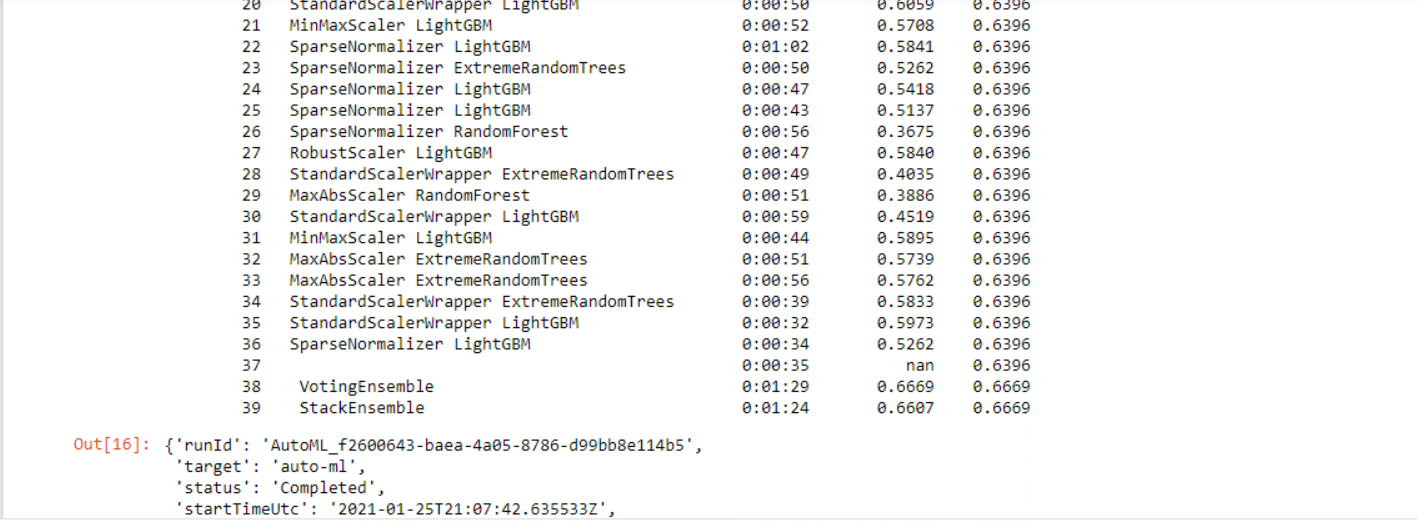 20 StandardScalerWrapper LightGBM 0:00:50 0.6059 0.6396
21 MinMaxScaler LightGBM 0:00:52 0.5708 0.6396
22 SparseNormalizer LightGBM 0:01:02 0.5841 0.6396
23 SparseNormalizer ExtremeRandomTrees 0:00:50 0.5262 0.6396
24 SparseNormalizer LightGBM 0:00:47 0.5418 0.6396
25 SparseNormalizer LightGBM 0:00:43 0.5137 0.6396
26 SparseNormalizer RandomForest 0:00:56 0.3675 0.6396
27 RobustScaler LightGBM 0:00:47 0.5840 0.6396
28 StandardScalerWrapper ExtremeRandomTrees 0:00:49 0.4035 0.6396
29 MaxAbsScaler RandomForest 0:00:51 0.3886 0.6396
30 StandardScalerWrapper LightGBM 0:00:59 0.4519 0.6396
31 MinMaxScaler LightGBM 0:00:44 0.5895 0.6396
32 MaxAbsScaler ExtremeRandomTrees 0:00:51 0.5739 0.6396
33 MaxAbsScaler ExtremeRandomTrees 0:00:56 0.5762 0.6396
34 StandardScalerWrapper ExtremeRandomTrees 0:00:39 0.5833 0.6396
35 StandardScalerWrapper LightGBM 0:00:32 0.5973 0.6396
36 SparseNormalizer LightGBM 0:00:34 0.5262 0.6396
37 0:00:35 nan 0.6396
38 VotingEnsemble 0:01:29 0.6669 0.6669
39 StackEnsemble 0:01:24 0.6607 0.6669
Out[16]: {'runId': 'AutoML_f2600643-baea-4a05-8786-d99bb8e114b5',
'target': 'auto-ml',
'status': 'Completed',
'startTimeUtc': '2021-01-25T21:07:42.635533Z',